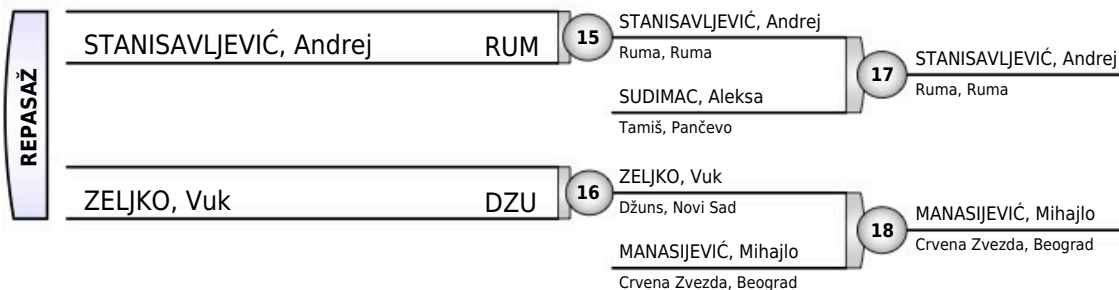 REPASAŽ
STANISAVLJEVIĆ, Andrej RUM
15
STANISAVLJEVIĆ, Andrej
Ruma, Ruma
SUDIMAC, Aleksa
Tamiš, Pančevo
17
STANISAVLJEVIĆ, Andrej
Ruma, Ruma
ZELJKO, Vuk DZU
16
ZELJKO, Vuk
Džuns, Novi Sad
MANASIJEVIĆ, Mihajlo
Crvena Zvezda, Beograd
18
MANASIJEVIĆ, Mihajlo
Crvena Zvezda, Beograd